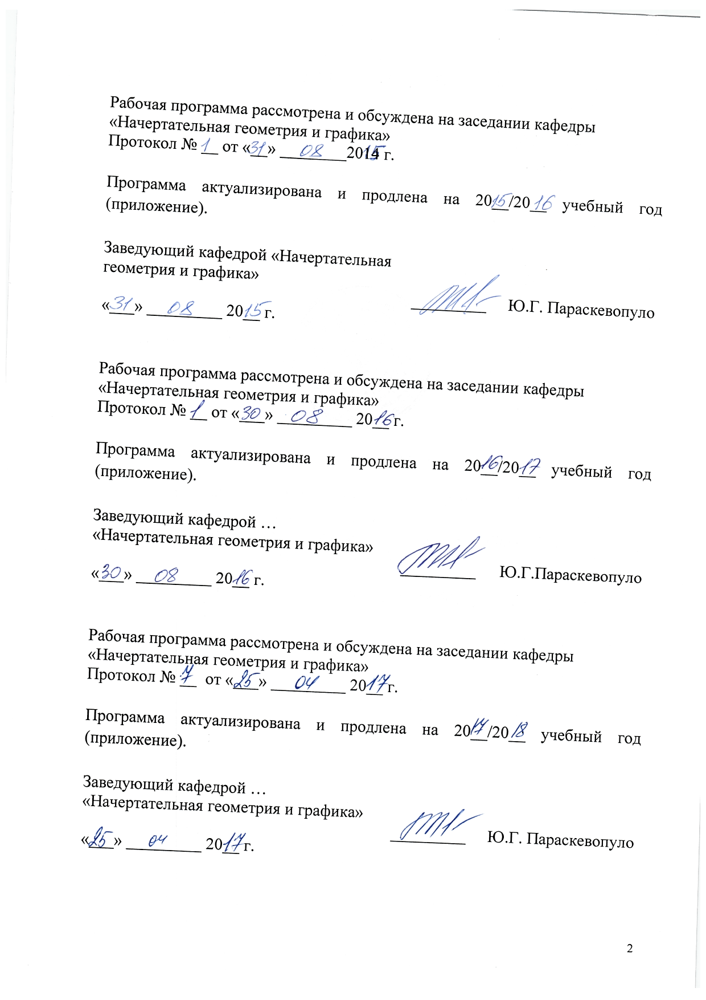 Рабочая программа рассмотрена и обсуждена на заседании кафедры
«Начертательная геометрия и графика»
Протокол № 1 от «31» 08 2015 г.
Программа актуализирована и продлена на 2015/2016 учебный год
(приложение).
Заведующий кафедрой «Начертательная
геометрия и графика»
«31» 08 2015 г. Ю.Г. Параскевопуло
Рабочая программа рассмотрена и обсуждена на заседании кафедры
«Начертательная геометрия и графика»
Протокол № 1 от «30» 08 2016 г.
Программа актуализирована и продлена на 2016/2017 учебный год
(приложение).
Заведующий кафедрой …
«Начертательная геометрия и графика»
«30» 08 2016 г. Ю.Г.Параскевопуло
Рабочая программа рассмотрена и обсуждена на заседании кафедры
«Начертательная геометрия и графика»
Протокол № 7 от «25» 04 2017 г.
Программа актуализирована и продлена на 2017/2018 учебный год
(приложение).
Заведующий кафедрой …
«Начертательная геометрия и графика»
«25» 04 2017 г. Ю.Г. Параскевопуло
2